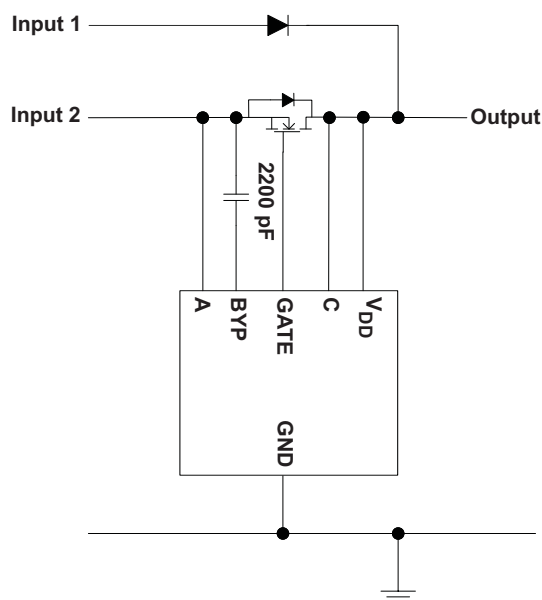 Input 1
Input 2
Output
2200 pF
A
BYP
GATE
C
VDD
GND